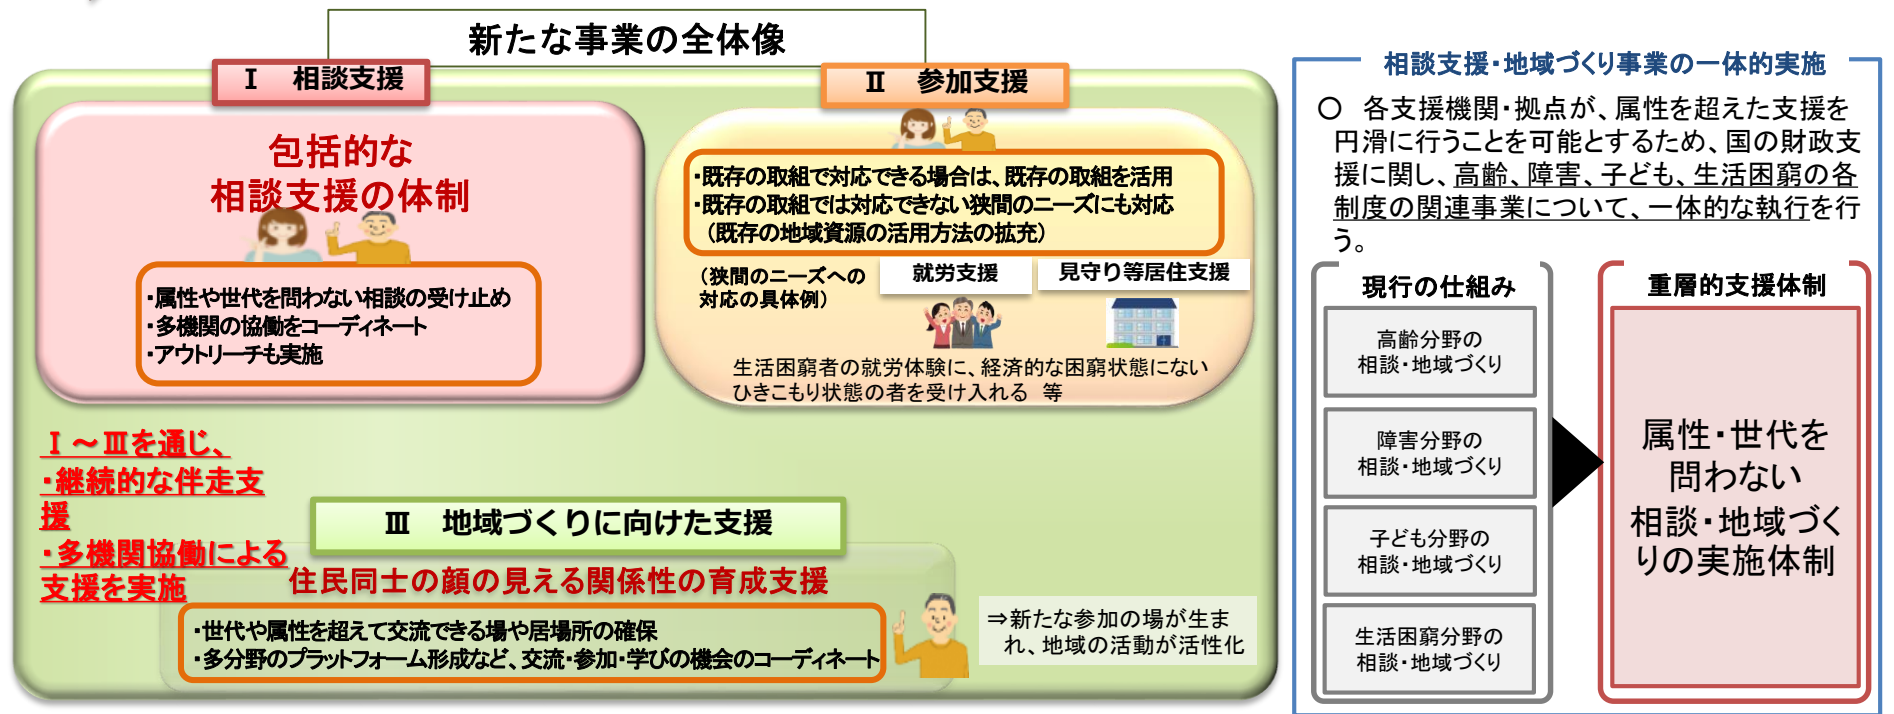 新たな事業の全体像
Ⅰ　相談支援
包括的な
相談支援の体制
・属性や世代を問わない相談の受け止め
・多機関の協働をコーディネート
・アウトリーチも実施
Ⅱ　参加支援
・既存の取組で対応できる場合は、既存の取組を活用
・既存の取組では対応できない狭間のニーズにも対応
（既存の地域資源の活用方法の拡充）
（狭間のニーズへの
対応の具体例）
就労支援
見守り等居住支援
生活困窮者の就労体験に、経済的な困窮状態にない
ひきこもり状態の者を受け入れる　等
Ⅰ～Ⅲを通じ、
・継続的な伴走支
援
・多機関協働による
支援を実施
Ⅲ　地域づくりに向けた支援
住民同士の顔の見える関係性の育成支援
・世代や属性を超えて交流できる場や居場所の確保
・多分野のプラットフォーム形成など、交流・参加・学びの機会のコーディネート
⇒新たな参加の場が生ま
れ、地域の活動が活性化
相談支援・地域づくり事業の一体的実施
〇　各支援機関・拠点が、属性を超えた支援を
円滑に行うことを可能とするため、国の財政支
援に関し、高齢、障害、子ども、生活困窮の各
制度の関連事業について、一体的な執行を行
う。
現行の仕組み
高齢分野の
相談・地域づくり
障害分野の
相談・地域づくり
子ども分野の
相談・地域づくり
生活困窮分野の
相談・地域づくり
重層的支援体制
属性・世代を
問わない
相談・地域づく
りの実施体制